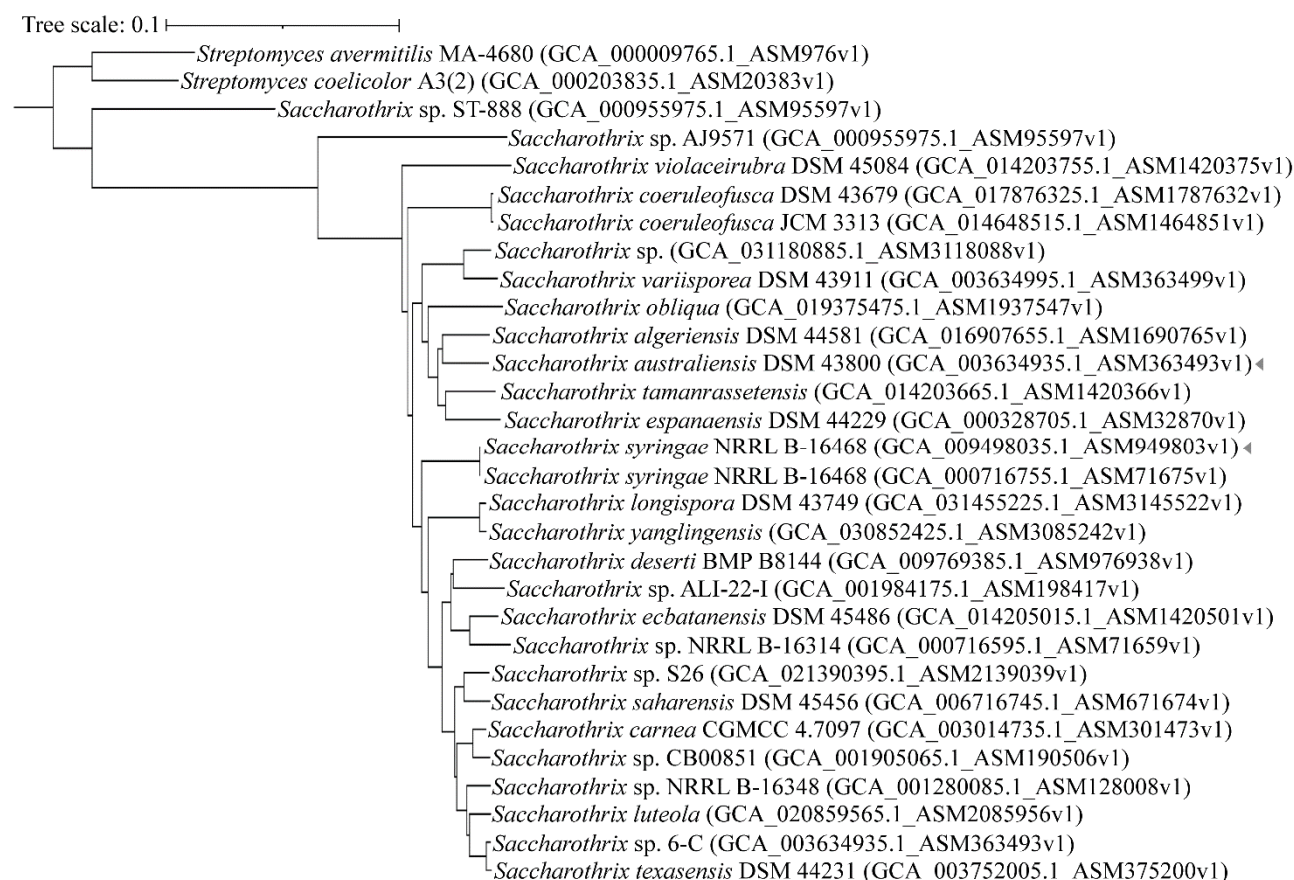 Tree scale: 0.1
Streptomyces avermitilis MA-4680 (GCA_000009765.1_ASM976v1)
Streptomyces coelicolor A3(2) (GCA_000203835.1_ASM20383v1)
Saccharothrix sp. ST-888 (GCA_000955975.1_ASM95597v1)
Saccharothrix sp. AJ9571 (GCA_000955975.1_ASM95597v1)
Saccharothrix violaceirubra DSM 45084 (GCA_014203755.1_ASM1420375v1)
Saccharothrix coeruleofusca DSM 43679 (GCA_017876325.1_ASM1787632v1)
Saccharothrix coeruleofusca JCM 3313 (GCA_014648515.1_ASM1464851v1)
Saccharothrix sp. (GCA_031180885.1_ASM3118088v1)
Saccharothrix variisporea DSM 43911 (GCA_003634995.1_ASM363499v1)
Saccharothrix obliqua (GCA_019375475.1_ASM1937547v1)
Saccharothrix algeriensis DSM 44581 (GCA_016907655.1_ASM1690765v1)
Saccharothrix australiensis DSM 43800 (GCA_003634935.1_ASM363493v1)
Saccharothrix tamanrassetensis (GCA_014203665.1_ASM1420366v1)
Saccharothrix espanaensis DSM 44229 (GCA_000328705.1_ASM32870v1)
Saccharothrix syringae NRRL B-16468 (GCA_009498035.1_ASM949803v1)
Saccharothrix syringae NRRL B-16468 (GCA_000716755.1_ASM71675v1)
Saccharothrix longispora DSM 43749 (GCA_031455225.1_ASM3145522v1)
Saccharothrix yanglingensis (GCA_030852425.1_ASM3085242v1)
Saccharothrix deserti BMP B8144 (GCA_009769385.1_ASM976938v1)
Saccharothrix sp. ALI-22-I (GCA_001984175.1_ASM198417v1)
Saccharothrix ecbatanensis DSM 45486 (GCA_014205015.1_ASM1420501v1)
Saccharothrix sp. NRRL B-16314 (GCA_000716595.1_ASM71659v1)
Saccharothrix sp. S26 (GCA_021390395.1_ASM2139039v1)
Saccharothrix saharensis DSM 45456 (GCA_006716745.1_ASM671674v1)
Saccharothrix carnea CGMCC 4.7097 (GCA_003014735.1_ASM301473v1)
Saccharothrix sp. CB00851 (GCA_001905065.1_ASM190506v1)
Saccharothrix sp. NRRL B-16348 (GCA_001280085.1_ASM128008v1)
Saccharothrix luteola (GCA_020859565.1_ASM2085956v1)
Saccharothrix sp. 6-C (GCA_003634935.1_ASM363493v1)
Saccharothrix texasensis DSM 44231 (GCA_003752005.1_ASM375200v1)